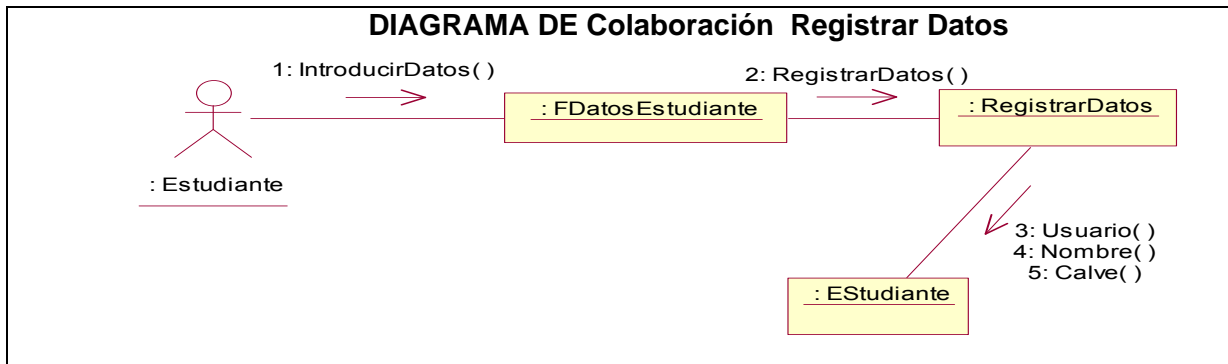 DIAGRAMA DE Colaboración Registrar Datos
1: IntroducirDatos( )
2: RegistrarDatos( )
: FDatosEstudiante
: RegistrarDatos
: Estudiante
3: Usuario( )
4: Nombre( )
5: Calve( )
: EStudiante